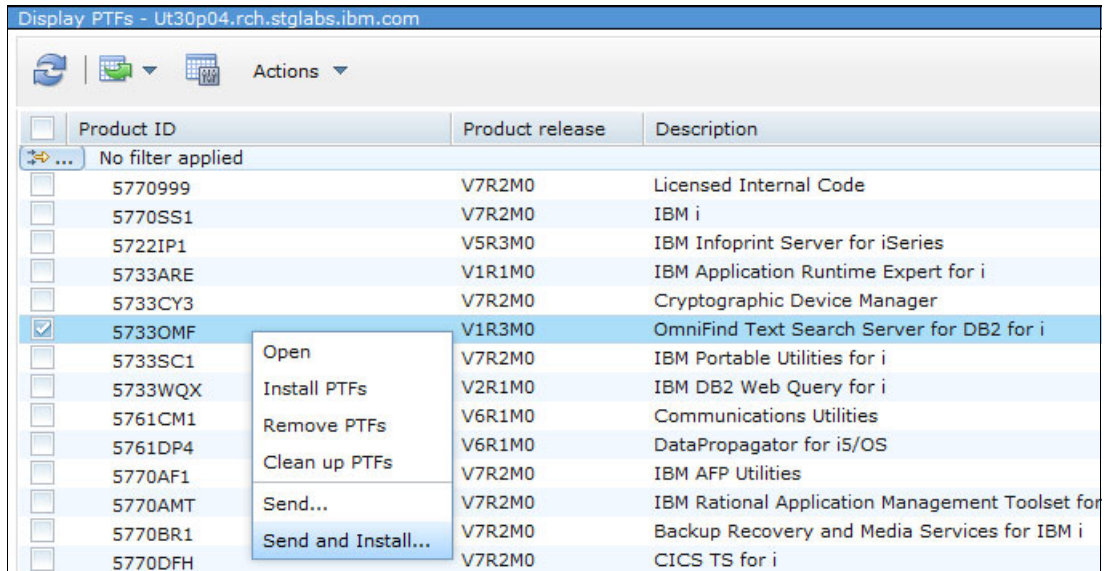 Display PTFs - Ut30p04.rch.stglabs.ibm.com
Actions
Product ID Product release Description
... No filter applied
5770999 V7R2M0 Licensed Internal Code
5770SS1 V7R2M0 IBM i
5722IP1 V5R3M0 IBM Infoprint Server for iSeries
5733ARE V1R1M0 IBM Application Runtime Expert for i
5733CY3 V7R2M0 Cryptographic Device Manager
5733OMF V1R3M0 OmniFind Text Search Server for DB2 for i
5733SC1 V7R2M0 IBM Portable Utilities for i
5733WQX V2R1M0 IBM DB2 Web Query for i
5761CM1 V6R1M0 Communications Utilities
5761DP4 V6R1M0 DataPropagator for i5/OS
5770AF1 V7R2M0 IBM AFP Utilities
5770AMT V7R2M0 IBM Rational Application Management Toolset for
5770BR1 V7R2M0 Backup Recovery and Media Services for IBM i
5770DFH V7R2M0 CICS TS for i
Open
Install PTFs
Remove PTFs
Clean up PTFs
Send...
Send and Install...